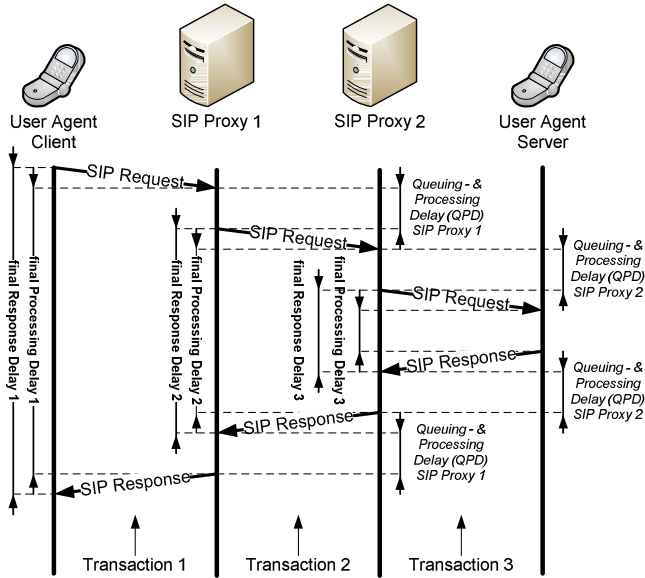 User Agent
Client
SIP Proxy 1
SIP Proxy 2
User Agent
Server
SIP Request
Queuing - &
Processing
Delay (QPD)
SIP Proxy 1
SIP Request
Queuing - &
Processing
Delay (QPD)
SIP Proxy 2
final Response Delay 1
final Processing Delay 1
final Response Delay 2
final Processing Delay 2
final Response Delay 3
final Processing Delay 3
SIP Request
SIP Response
Queuing - &
Processing
Delay (QPD)
SIP Proxy 2
SIP Response
Queuing - &
Processing
Delay (QPD)
SIP Proxy 1
SIP Response
Transaction 1
Transaction 2
Transaction 3